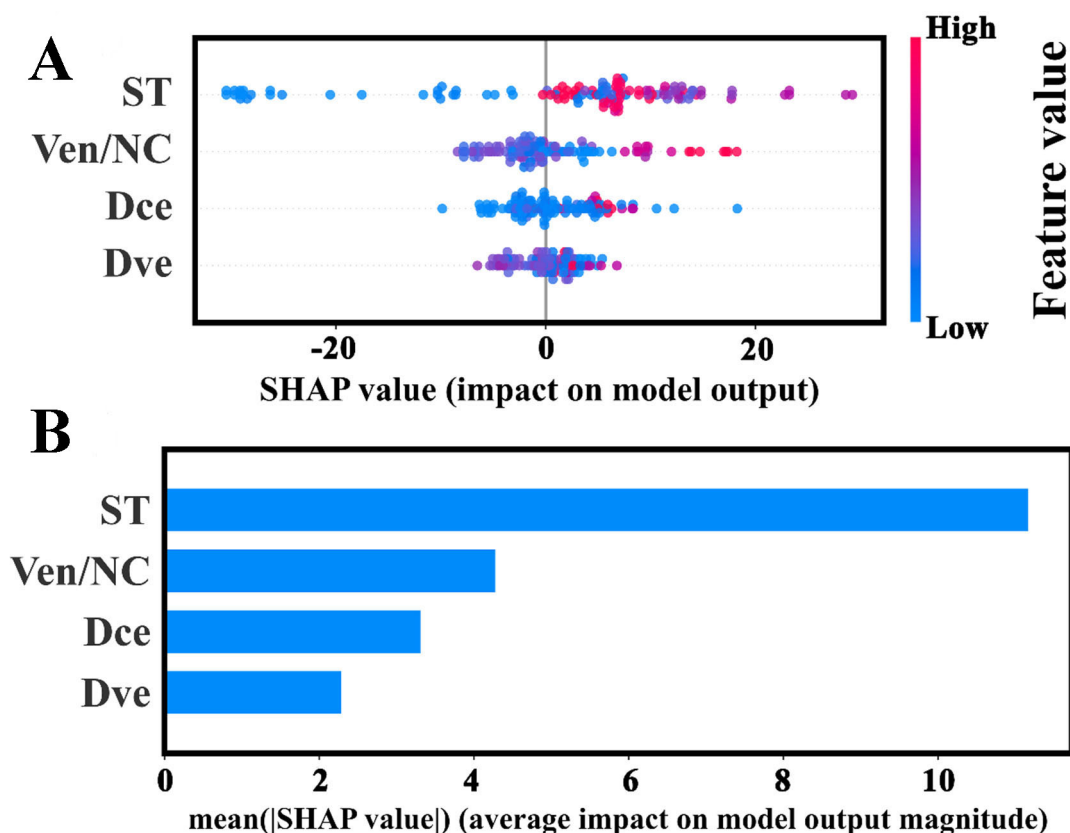 A
High
ST
Ven/NC
Dce
Dve
Low
Feature value
-20 0 20
SHAP value (impact on model output)
B
ST
Ven/NC
Dce
Dve
0 2 4 6 8 10
mean(|SHAP value|) (average impact on model output magnitude)